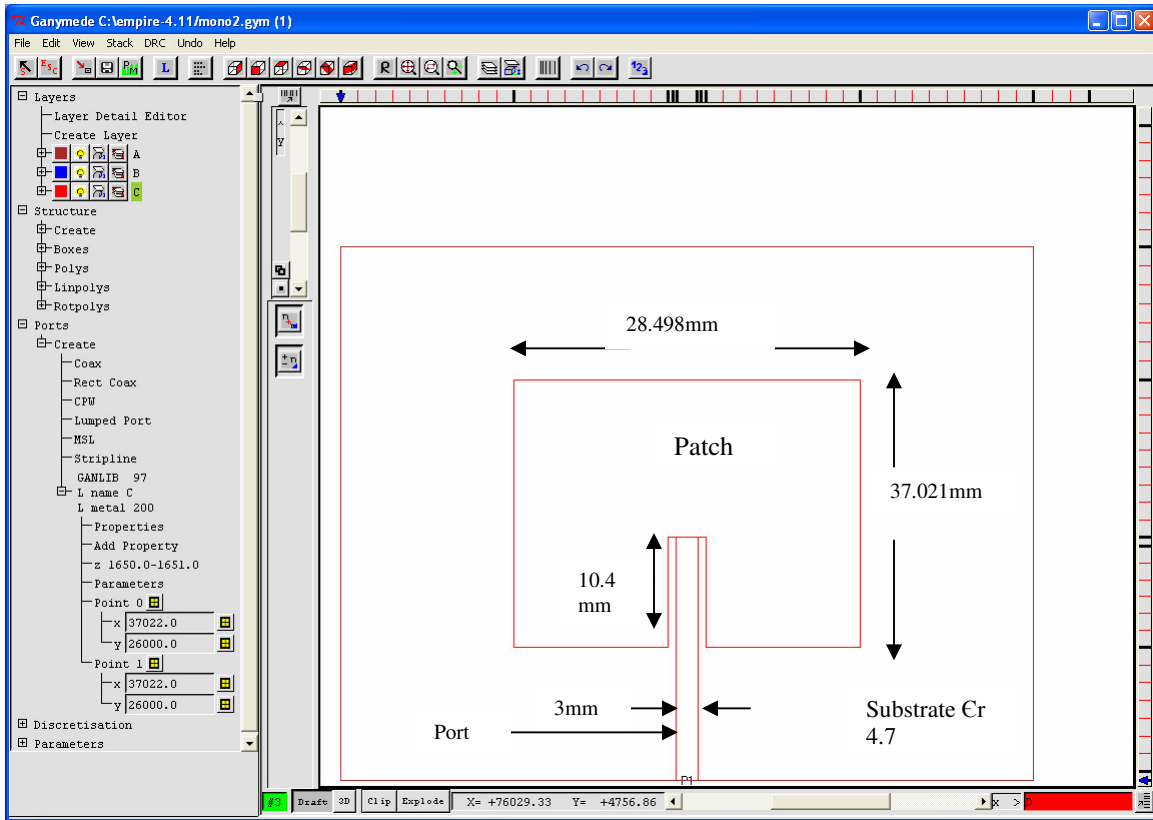 Ganymede C:\empire-4.11/mono2.gym (1)
File Edit View Stack DRC Undo Help
S ESC PM L R 123
Layers
Layer Detail Editor
Create Layer
A
B
C
Structure
Create
Boxes
Polys
Linpolys
Rotpolys
Ports
Create
Coax
Rect Coax
CPW
Lumped Port
MSL
Stripline
GANLIB 97
L name C
L metal 200
Properties
Add Property
z 1650.0-1651.0
Parameters
Point 0
x 37022.0
y 26000.0
Point 1
x 37022.0
y 26000.0
Discretisation
Parameters
Y
n
±n
28.498mm
Patch
37.021mm
10.4
mm
3mm
Port
Substrate Єr
4.7
P1
#3 Draft 3D Clip Explode X= +76029.33 Y= +4756.86 x >